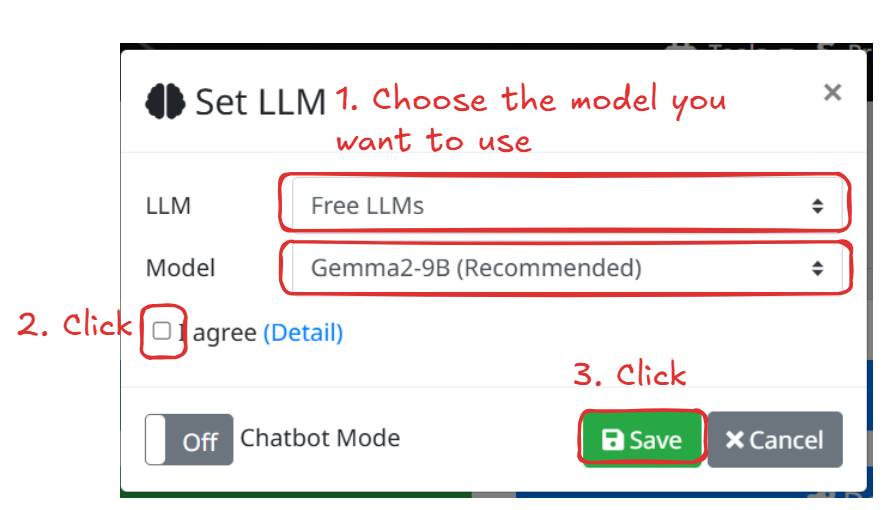 Set LLM
1. Choose the model you
want to use
×
LLM
Free LLMs
Model
Gemma2-9B (Recommended)
2. Click
I agree (Detail)
3. Click
Off
Chatbot Mode
Save
Cancel